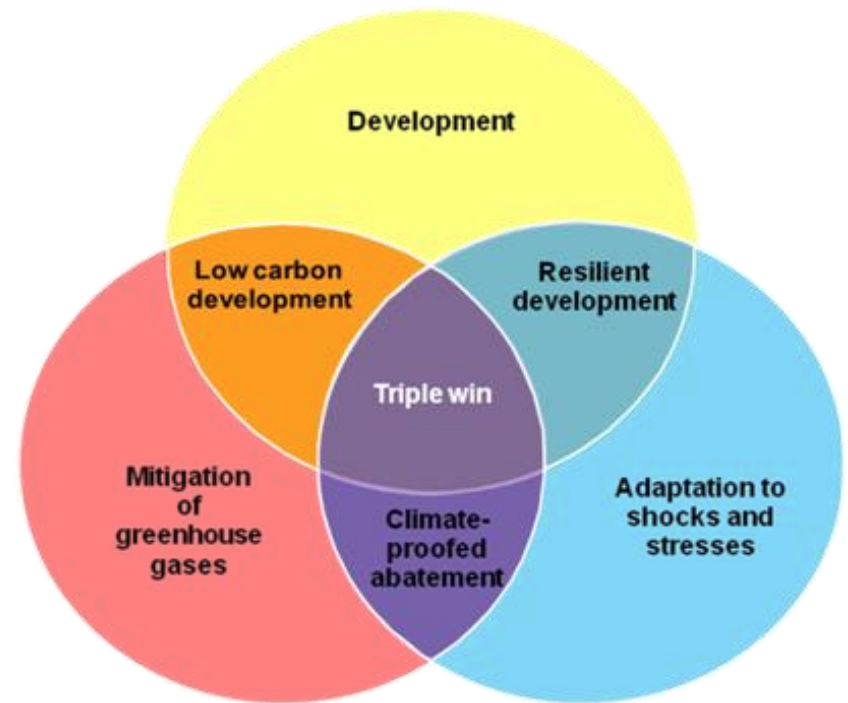 Development
Low carbon
development
Resilient
development
Triple win
Mitigation
of
greenhouse
gases
Climate-
proofed
abatement
Adaptation to
shocks and
stresses